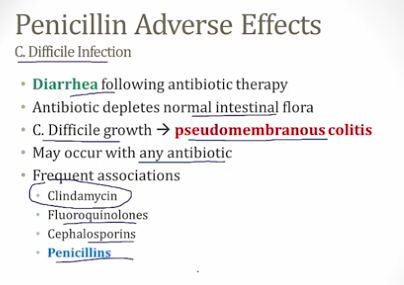 Penicillin Adverse Effects
C. Difficile Infection
• Diarrhea following antibiotic therapy
• Antibiotic depletes normal intestinal flora
• C. Difficile growth → pseudomembranous colitis
• May occur with any antibiotic
• Frequent associations
• Clindamycin
• Fluoroquinolones
• Cephalosporins
• Penicillins